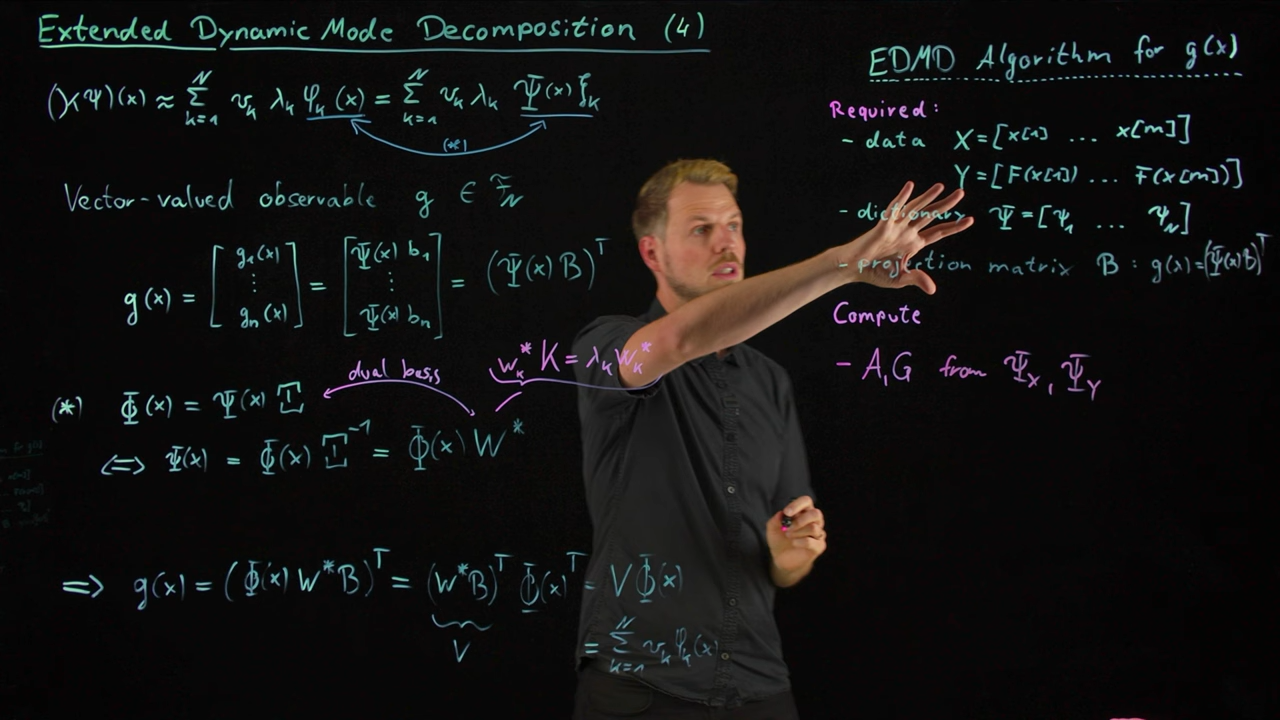 Extended Dynamic Mode Decomposition (4)
(𝒦Ψ)(x) ≈ Σ_{k=1}^{N} v_k λ_k φ_k(x) = Σ_{k=1}^{N} v_k λ_k Ψ(x) ξ_k
(*)
Vector-valued observable g ∈ F̃_N
g(x) = [g_1(x) ⋮ g_n(x)] = [Ψ(x) b_1 ⋮ Ψ(x) b_n] = (Ψ(x) B)^T
dual basis
w_k^* K = λ_k w_k^*
(*) Φ(x) = Ψ(x) Ξ
⟺ Ψ(x) = Φ(x) Ξ^{-1} = Φ(x) W^*
⟹ g(x) = (Φ(x) W^* B)^T = (W^* B)^T Φ(x)^T = V Φ(x)
V
= Σ_{k=1}^{N} v_k φ_k(x)
EDMD Algorithm for g(x)
Required:
- data X = [x[1] ... x[m]]
Y = [F(x[1]) ... F(x[m])]
- dictionary Ψ = [ψ_1 ... ψ_N]
- projection matrix B : g(x) = (Ψ(x) B)^T
Compute
- A, G from Ψ_X, Ψ_Y